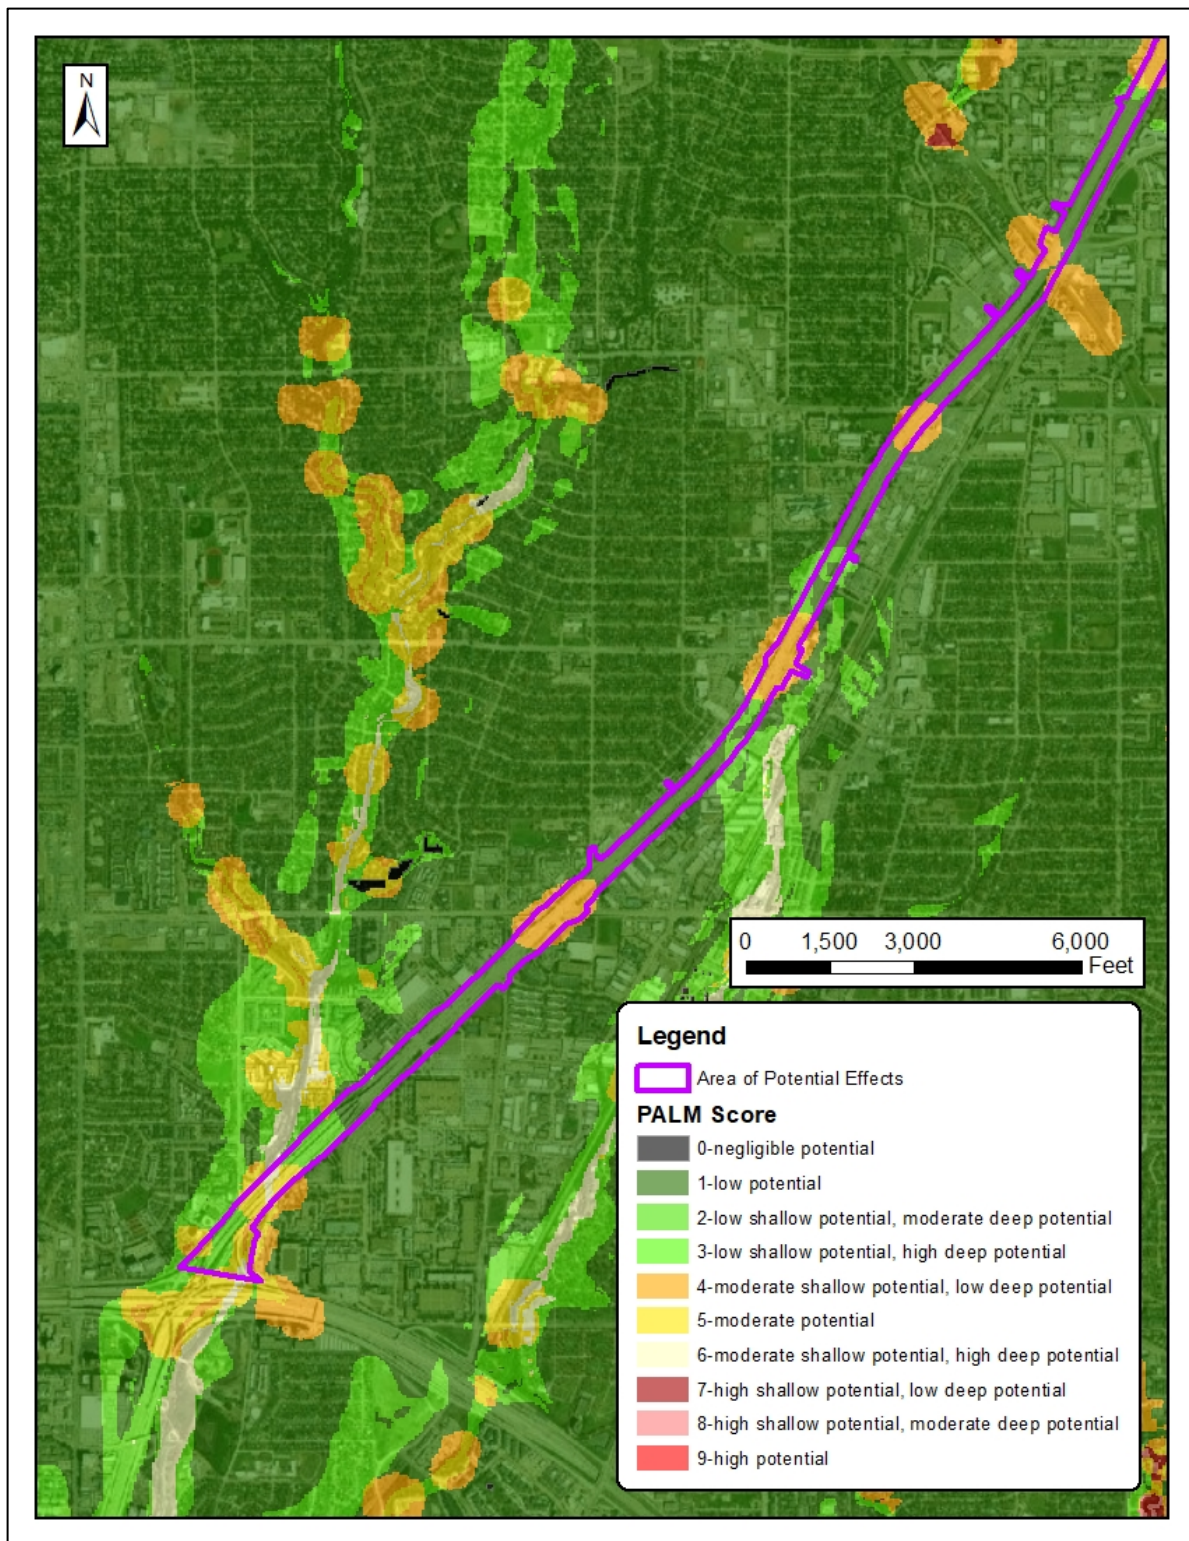 N
0 1,500 3,000 6,000
Feet
Legend
Area of Potential Effects
PALM Score
0-negligible potential
1-low potential
2-low shallow potential, moderate deep potential
3-low shallow potential, high deep potential
4-moderate shallow potential, low deep potential
5-moderate potential
6-moderate shallow potential, high deep potential
7-high shallow potential, low deep potential
8-high shallow potential, moderate deep potential
9-high potential